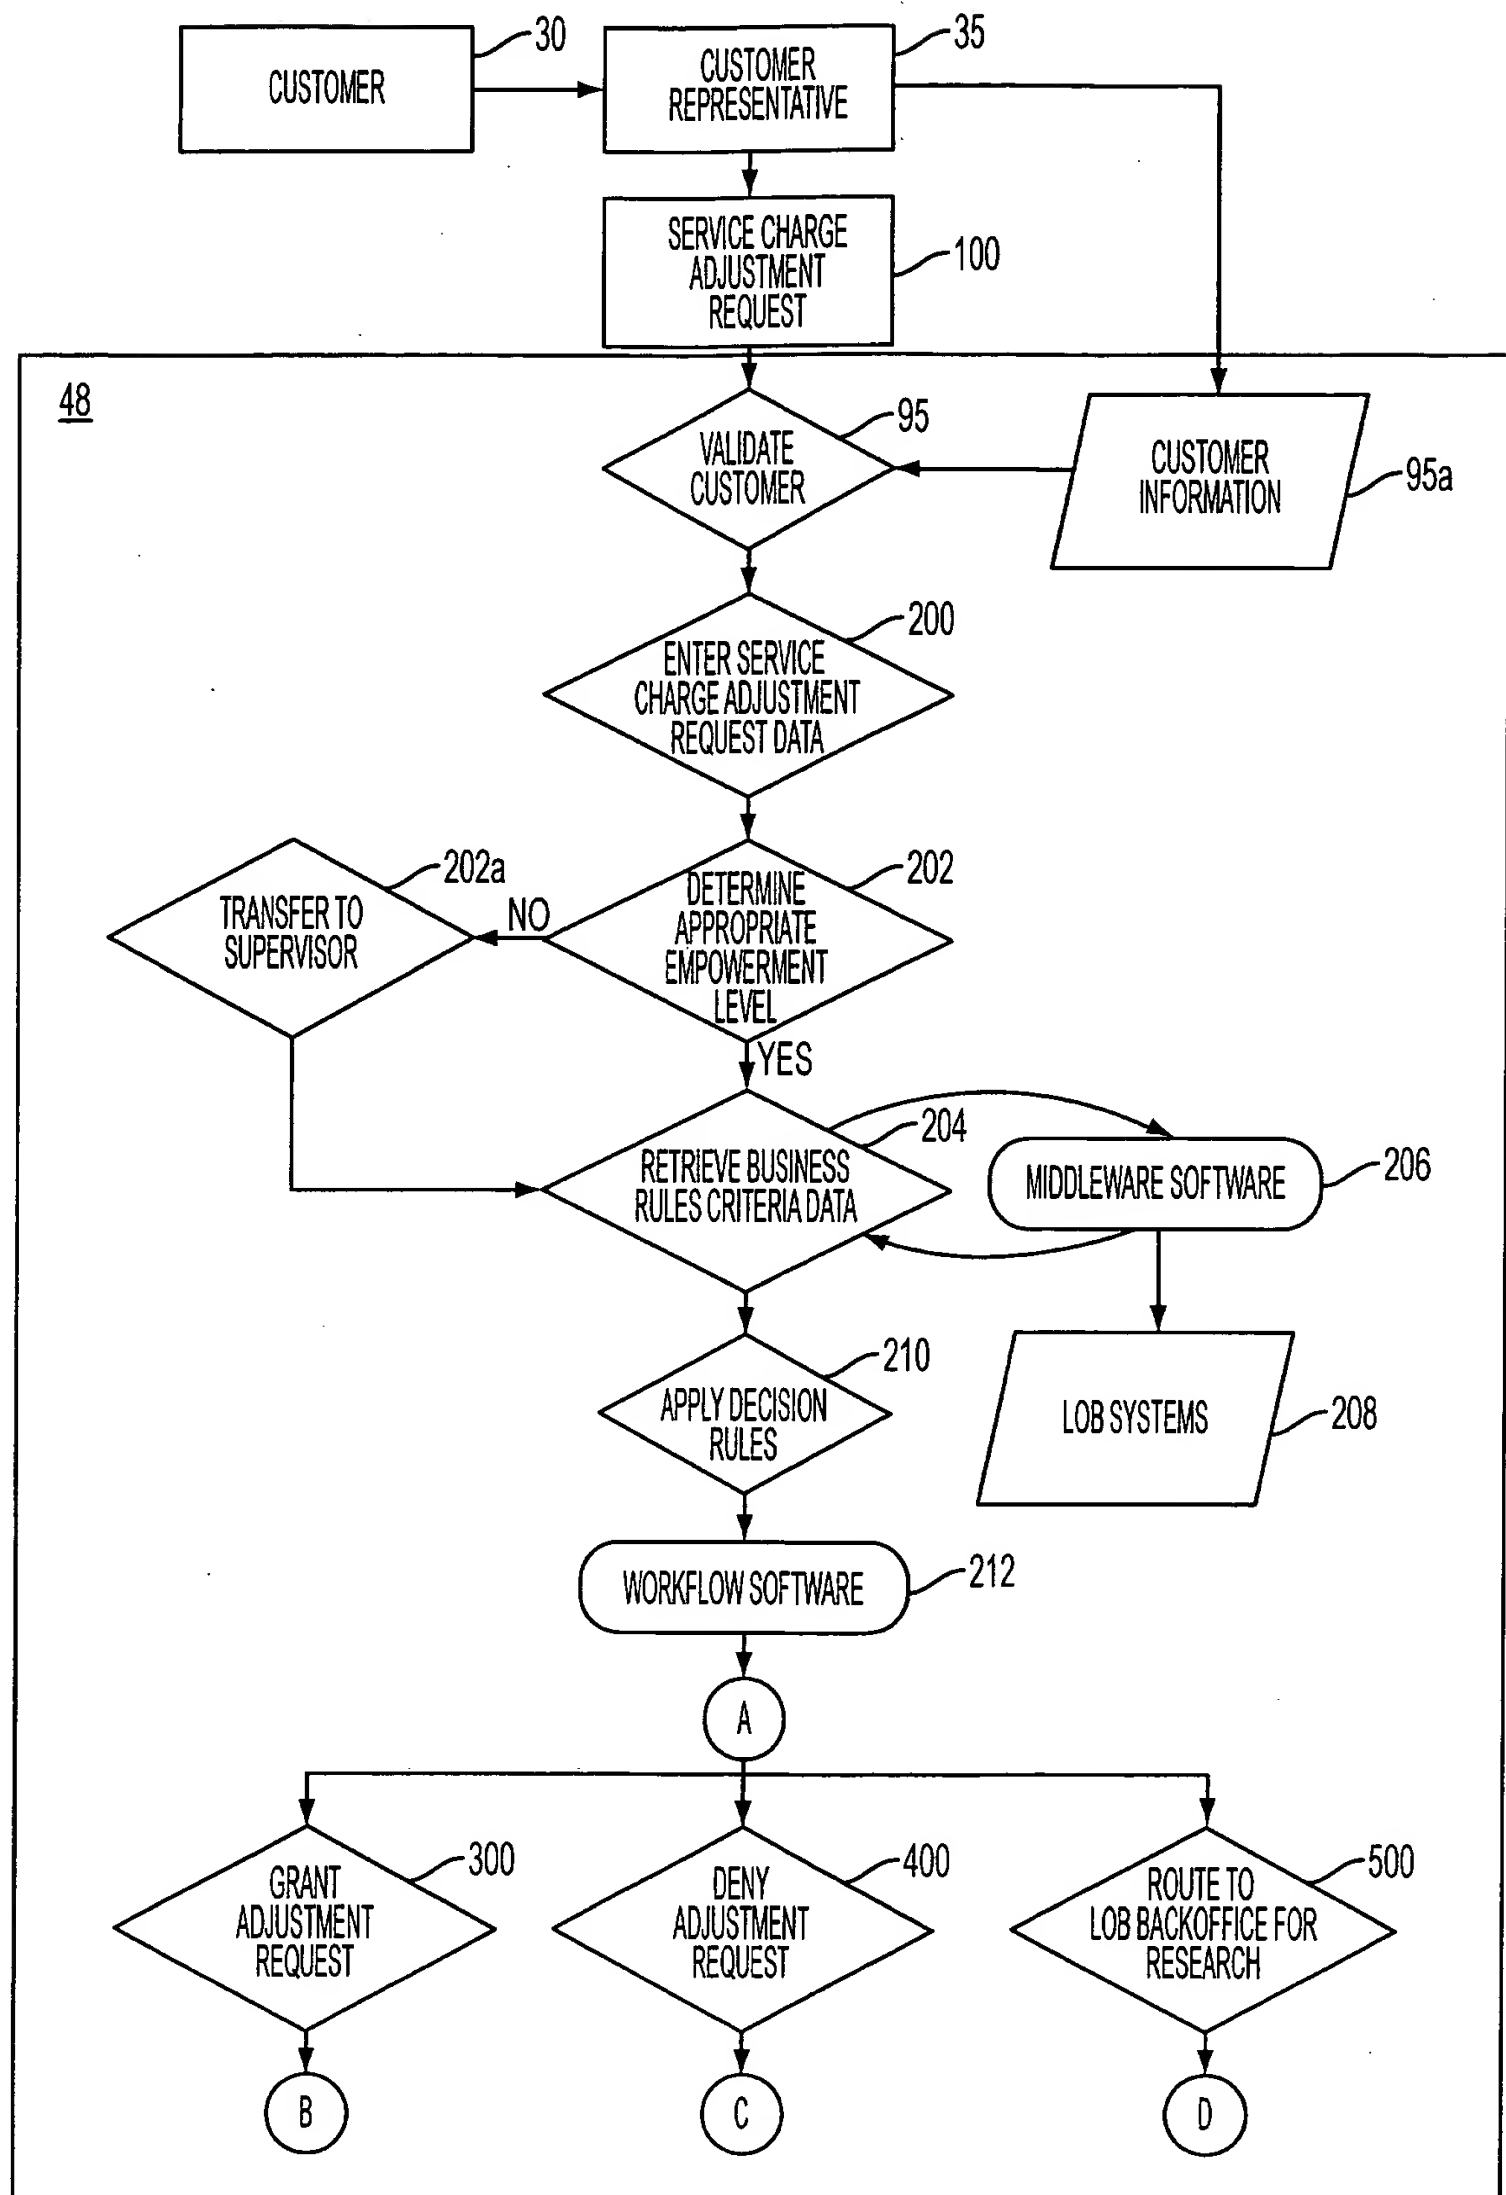 30
35
CUSTOMER
CUSTOMER
REPRESENTATIVE
SERVICE CHARGE
ADJUSTMENT
REQUEST
100
48
VALIDATE
CUSTOMER
95
CUSTOMER
INFORMATION
95a
200
ENTER SERVICE
CHARGE ADJUSTMENT
REQUEST DATA
202a
TRANSFER TO
SUPERVISOR
NO
202
DETERMINE
APPROPRIATE
EMPOWERMENT
LEVEL
YES
204
RETRIEVE BUSINESS
RULES CRITERIA DATA
MIDDLEWARE SOFTWARE
206
210
APPLY DECISION
RULES
LOB SYSTEMS
208
WORKFLOW SOFTWARE
212
A
300
GRANT
ADJUSTMENT
REQUEST
400
DENY
ADJUSTMENT
REQUEST
500
ROUTE TO
LOB BACKOFFICE FOR
RESEARCH
B
C
D